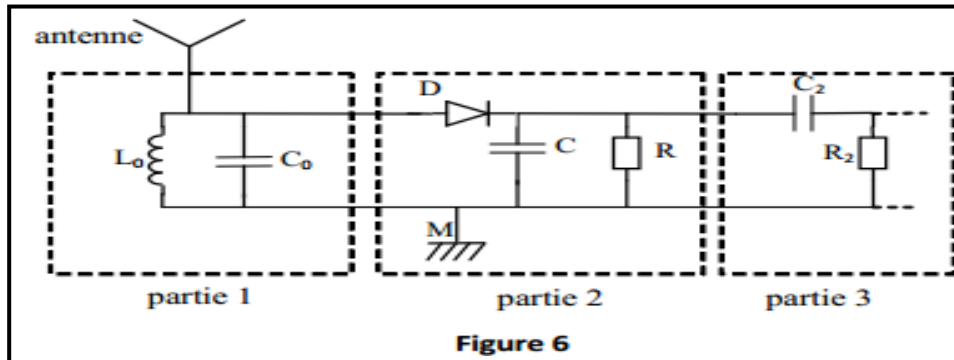 antenne
D
C₂
L₀
C₀
C
R
R₂
M
partie 1
partie 2
partie 3
Figure 6